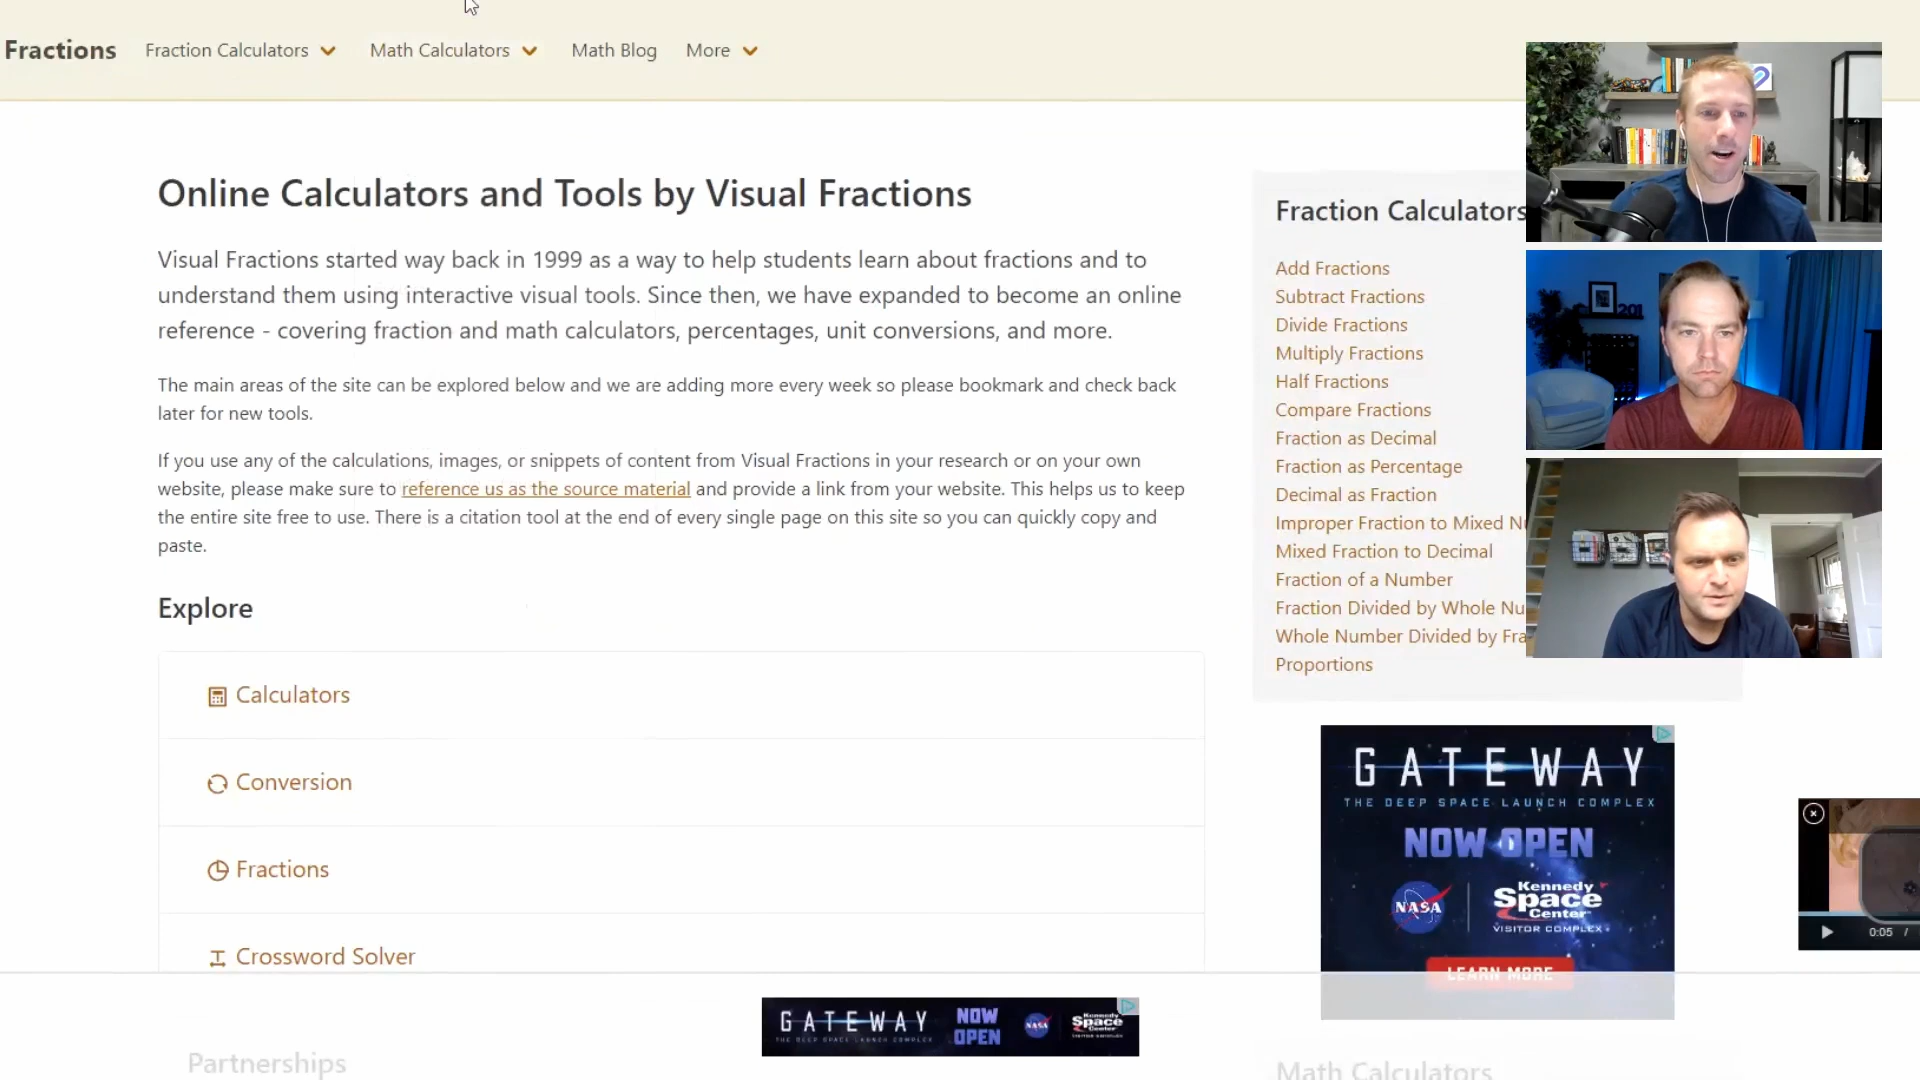 Fractions
Fraction Calculators
Math Calculators
Math Blog
More
Online Calculators and Tools by Visual Fractions
Visual Fractions started way back in 1999 as a way to help students learn about fractions and to
understand them using interactive visual tools. Since then, we have expanded to become an online
reference - covering fraction and math calculators, percentages, unit conversions, and more.
The main areas of the site can be explored below and we are adding more every week so please bookmark and check back
later for new tools.
If you use any of the calculations, images, or snippets of content from Visual Fractions in your research or on your own
website, please make sure to reference us as the source material and provide a link from your website. This helps us to keep
the entire site free to use. There is a citation tool at the end of every single page on this site so you can quickly copy and
paste.
Explore
Calculators
Conversion
Fractions
Crossword Solver
Partnerships
Fraction Calculators
Add Fractions
Subtract Fractions
Divide Fractions
Multiply Fractions
Half Fractions
Compare Fractions
Fraction as Decimal
Fraction as Percentage
Decimal as Fraction
Improper Fraction to Mixed Nu
Mixed Fraction to Decimal
Fraction of a Number
Fraction Divided by Whole Nu
Whole Number Divided by Fra
Proportions
GATEWAY
THE DEEP SPACE LAUNCH COMPLEX
NOW OPEN
NASA
Kennedy
Space
Center
VISITOR COMPLEX
LEARN MORE
Math Calculators
0:05 /
GATEWAY
THE DEEP SPACE LAUNCH COMPLEX
NOW
OPEN
NASA
Kennedy
Space
Center
201